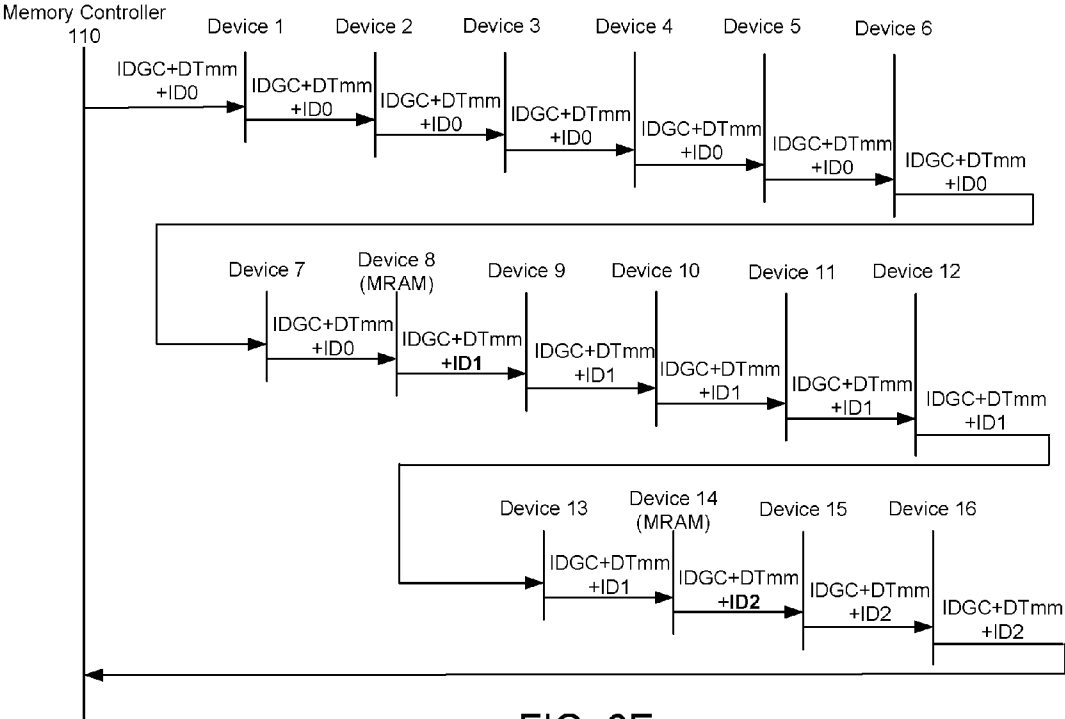 Memory Controller
110
Device 1
Device 2
Device 3
Device 4
Device 5
Device 6
IDGC+DTmm
+ID0
IDGC+DTmm
+ID0
IDGC+DTmm
+ID0
IDGC+DTmm
+ID0
IDGC+DTmm
+ID0
IDGC+DTmm
+ID0
IDGC+DTmm
+ID0
Device 7
Device 8
(MRAM)
Device 9
Device 10
Device 11
Device 12
IDGC+DTmm
+ID0
IDGC+DTmm
+ID1
IDGC+DTmm
+ID1
IDGC+DTmm
+ID1
IDGC+DTmm
+ID1
IDGC+DTmm
+ID1
Device 13
Device 14
(MRAM)
Device 15
Device 16
IDGC+DTmm
+ID1
IDGC+DTmm
+ID2
IDGC+DTmm
+ID2
IDGC+DTmm
+ID2